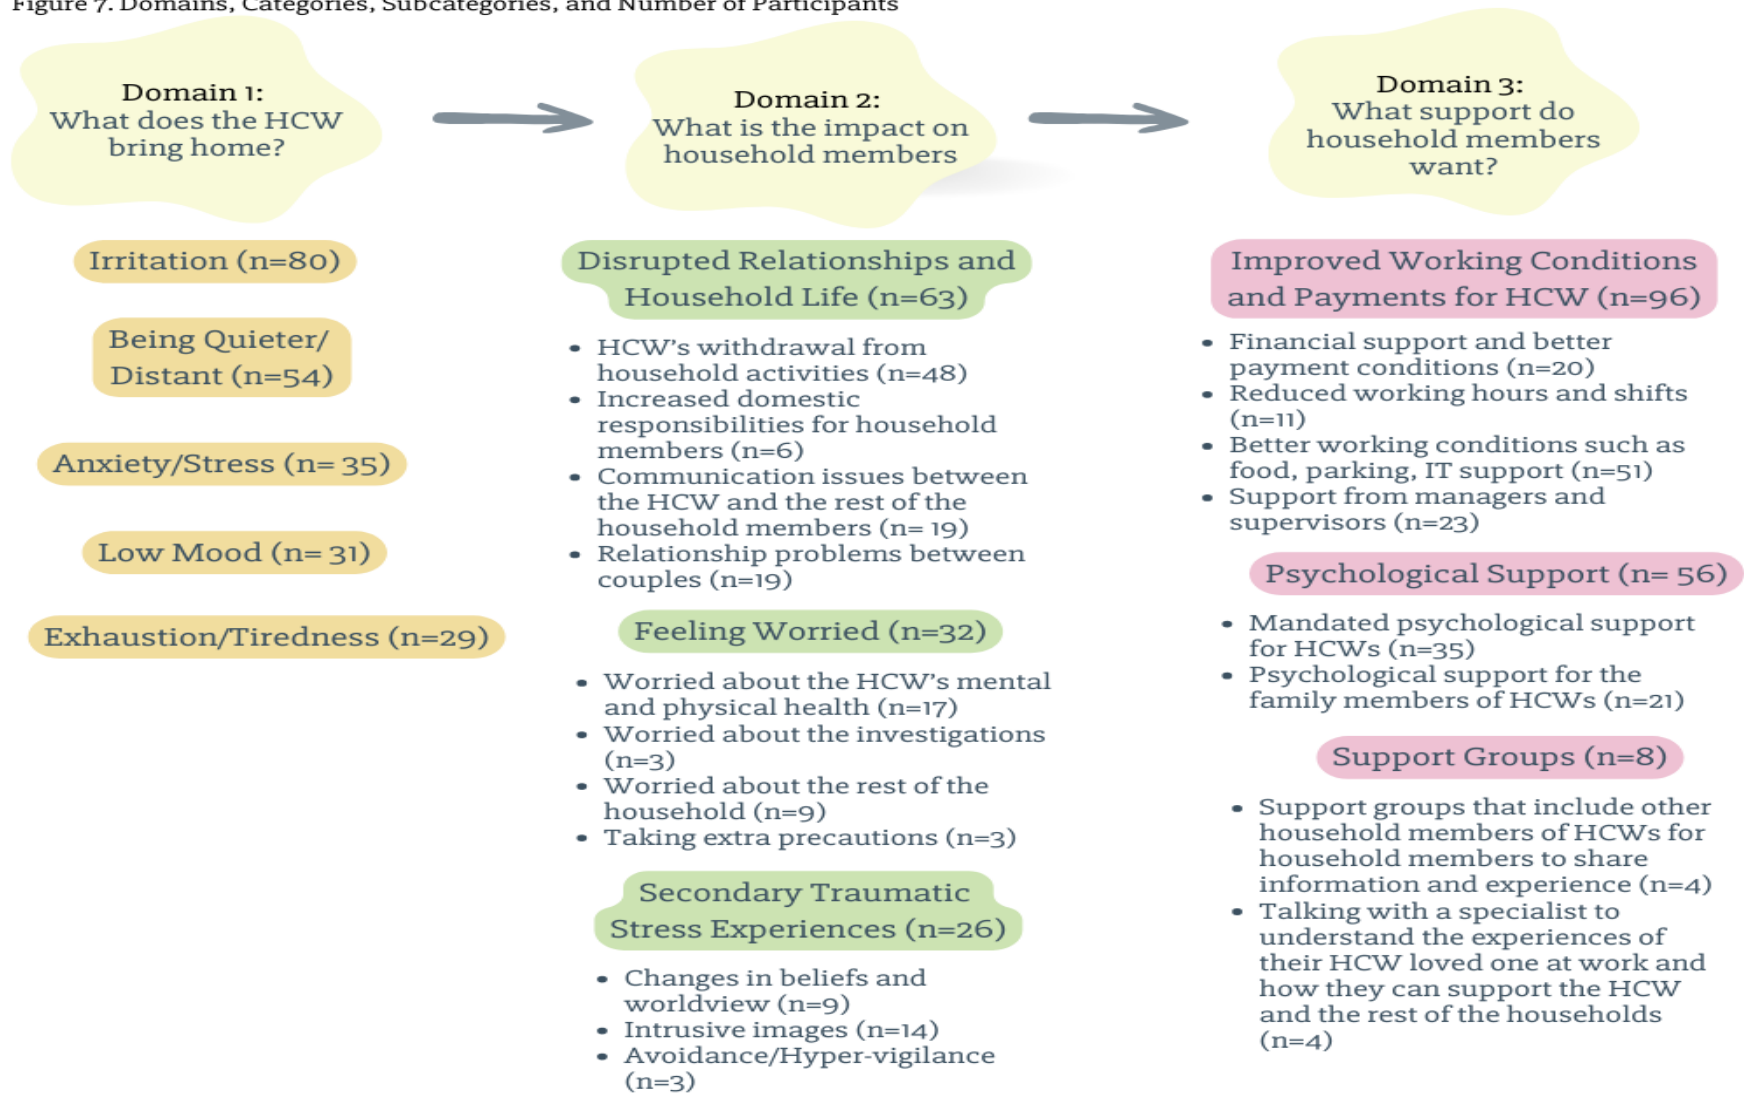 Figure 7. Domains, Categories, Subcategories, and Number of Participants
Domain 1:
What does the HCW
bring home?
Irritation (n=80)
Being Quieter/
Distant (n=54)
Anxiety/Stress (n= 35)
Low Mood (n= 31)
Exhaustion/Tiredness (n=29)
Domain 2:
What is the impact on
household members
Disrupted Relationships and
Household Life (n=63)
• HCW's withdrawal from
household activities (n=48)
• Increased domestic
responsibilities for household
members (n=6)
• Communication issues between
the HCW and the rest of the
household members (n= 19)
• Relationship problems between
couples (n=19)
Feeling Worried (n=32)
• Worried about the HCW's mental
and physical health (n=17)
• Worried about the investigations
(n=3)
• Worried about the rest of the
household (n=9)
• Taking extra precautions (n=3)
Secondary Traumatic
Stress Experiences (n=26)
• Changes in beliefs and
worldview (n=9)
• Intrusive images (n=14)
• Avoidance/Hyper-vigilance
(n=3)
Domain 3:
What support do
household members
want?
Improved Working Conditions
and Payments for HCW (n=96)
• Financial support and better
payment conditions (n=20)
• Reduced working hours and shifts
(n=11)
• Better working conditions such as
food, parking, IT support (n=51)
• Support from managers and
supervisors (n=23)
Psychological Support (n= 56)
• Mandated psychological support
for HCWs (n=35)
• Psychological support for the
family members of HCWs (n=21)
Support Groups (n=8)
• Support groups that include other
household members of HCWs for
household members to share
information and experience (n=4)
• Talking with a specialist to
understand the experiences of
their HCW loved one at work and
how they can support the HCW
and the rest of the households
(n=4)